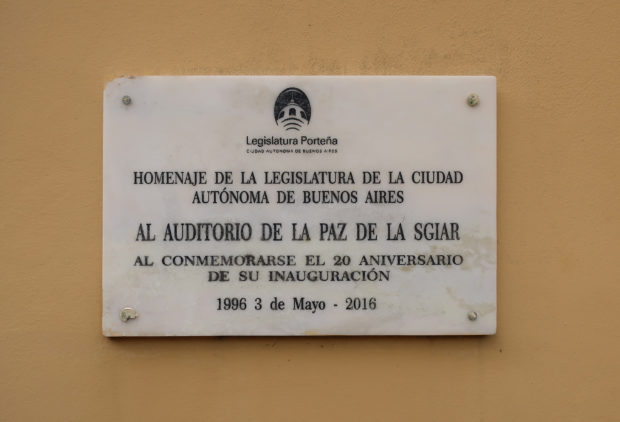 Legislatura Porteña
CIUDAD AUTÓNOMA DE BUENOS AIRES
HOMENAJE DE LA LEGISLATURA DE LA CIUDAD
AUTÓNOMA DE BUENOS AIRES
AL AUDITORIO DE LA PAZ DE LA SGIAR
AL CONMEMORARSE EL 20 ANIVERSARIO
DE SU INAUGURACIÓN
1996 3 de Mayo - 2016